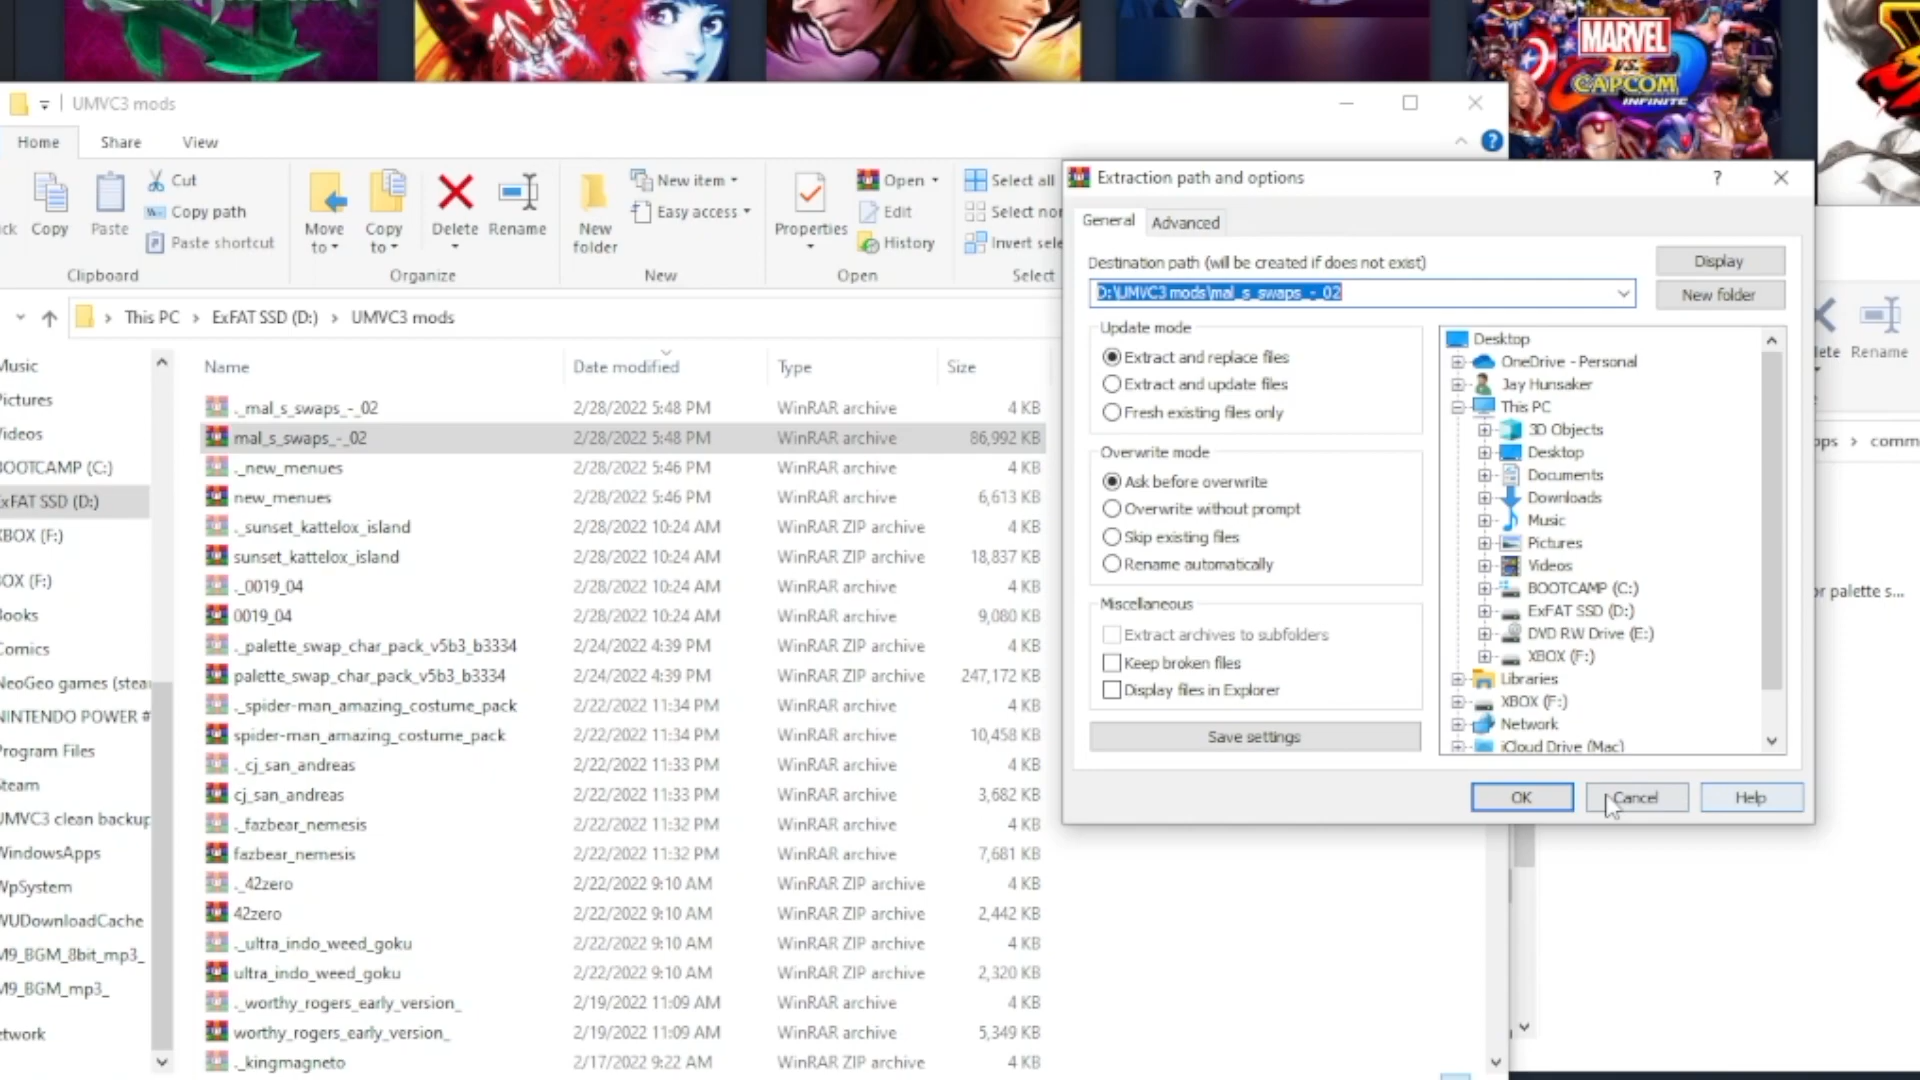 MARVEL
VS.
CAPCOM
INFINITE
UMVC3 mods
Home Share View
Copy Paste
Cut
Copy path
Paste shortcut
Clipboard
Move to
Copy to
Delete
Rename
Organize
New folder
New item
Easy access
New
Properties
Open
Edit
History
Open
Select all
Invert sele
Select
This PC > ExFAT SSD (D:) > UMVC3 mods
Music
Pictures
Videos
BOOTCAMP (C:)
ExFAT SSD (D:)
XBOX (F:)
BOX (F:)
Books
Comics
NeoGeo games (stea
NINTENDO POWER #
Program Files
Steam
UMVC3 clean backup
WindowsApps
WpSystem
WUDownloadCache
M9_BGM_8bit_mp3_
M9_BGM_mp3_
etwork
Name Date modified Type Size
._mal_s_swaps_-_02 2/28/2022 5:48 PM WinRAR archive 4 KB
mal_s_swaps_-_02 2/28/2022 5:48 PM WinRAR archive 86,992 KB
._new_menues 2/28/2022 5:46 PM WinRAR archive 4 KB
new_menues 2/28/2022 5:46 PM WinRAR archive 6,613 KB
._sunset_kattelox_island 2/28/2022 10:24 AM WinRAR ZIP archive 4 KB
sunset_kattelox_island 2/28/2022 10:24 AM WinRAR ZIP archive 18,837 KB
._0019_04 2/28/2022 10:24 AM WinRAR archive 4 KB
0019_04 2/28/2022 10:24 AM WinRAR archive 9,080 KB
._palette_swap_char_pack_v5b3_b3334 2/24/2022 4:39 PM WinRAR ZIP archive 4 KB
palette_swap_char_pack_v5b3_b3334 2/24/2022 4:39 PM WinRAR ZIP archive 247,172 KB
._spider-man_amazing_costume_pack 2/22/2022 11:34 PM WinRAR archive 4 KB
spider-man_amazing_costume_pack 2/22/2022 11:34 PM WinRAR archive 10,458 KB
._cj_san_andreas 2/22/2022 11:33 PM WinRAR archive 4 KB
cj_san_andreas 2/22/2022 11:33 PM WinRAR archive 3,682 KB
._fazbear_nemesis 2/22/2022 11:32 PM WinRAR archive 4 KB
fazbear_nemesis 2/22/2022 11:32 PM WinRAR archive 7,681 KB
._42zero 2/22/2022 9:10 AM WinRAR ZIP archive 4 KB
42zero 2/22/2022 9:10 AM WinRAR ZIP archive 2,442 KB
._ultra_indo_weed_goku 2/22/2022 9:10 AM WinRAR ZIP archive 4 KB
ultra_indo_weed_goku 2/22/2022 9:10 AM WinRAR ZIP archive 2,320 KB
._worthy_rogers_early_version_ 2/19/2022 11:09 AM WinRAR archive 4 KB
worthy_rogers_early_version_ 2/19/2022 11:09 AM WinRAR archive 5,349 KB
._kingmagneto 2/17/2022 9:22 AM WinRAR archive 4 KB
Extraction path and options
General Advanced
Destination path (will be created if does not exist)
D:\UMVC3 mods\mal_s_swaps_-_02
Display
New folder
Update mode
Extract and replace files
Extract and update files
Fresh existing files only
Overwrite mode
Ask before overwrite
Overwrite without prompt
Skip existing files
Rename automatically
Miscellaneous
Extract archives to subfolders
Keep broken files
Display files in Explorer
Save settings
Desktop
OneDrive - Personal
Jay Hunsaker
This PC
3D Objects
Desktop
Documents
Downloads
Music
Pictures
Videos
BOOTCAMP (C:)
ExFAT SSD (D:)
DVD RW Drive (E:)
XBOX (F:)
Libraries
XBOX (F:)
Network
iCloud Drive (Mac)
OK Cancel Help
lete Rename
pps > comm
or palette s...